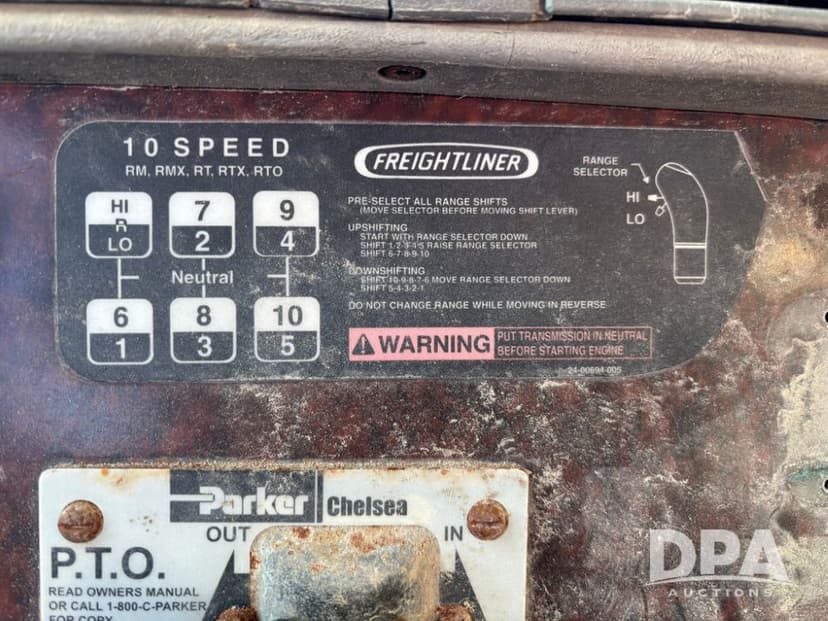 10 SPEED
RM, RMX, RT, RTX, RTO
HI
R
LO
7
2
9
4
Neutral
6
1
8
3
10
5
FREIGHTLINER
PRE-SELECT ALL RANGE SHIFTS
(MOVE SELECTOR BEFORE MOVING SHIFT LEVER)
UPSHIFTING
START WITH RANGE SELECTOR DOWN
SHIFT 1-2-3-4-5 RAISE RANGE SELECTOR
SHIFT 6-7-8-9-10
DOWNSHIFTING
SHIFT 10-9-8-7-6 MOVE RANGE SELECTOR DOWN
SHIFT 5-4-3-2-1
DO NOT CHANGE RANGE WHILE MOVING IN REVERSE
WARNING
PUT TRANSMISSION IN NEUTRAL
BEFORE STARTING ENGINE
24-00694-005
RANGE
SELECTOR
HI
LO
Parker Chelsea
OUT IN
P.T.O.
READ OWNERS MANUAL
OR CALL 1-800-C-PARKER
FOR COPY
DPA
AUCTIONS